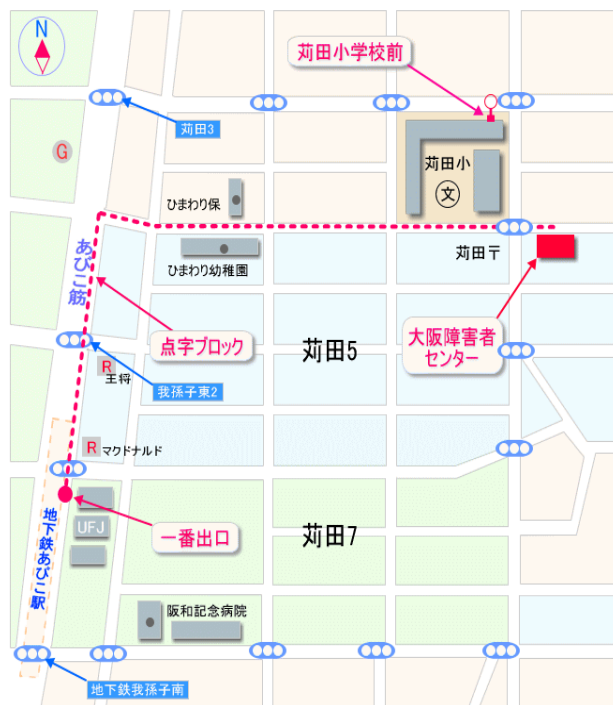 N
苅田小学校前
苅田3
G
苅田小
文
ひまわり保
あびこ筋
ひまわり幼稚園
苅田〒
点字ブロック
苅田5
大阪障害者
センター
R
王将
我孫子東2
R
マクドナルド
一番出口
苅田7
UFJ
地下鉄あびこ駅
阪和記念病院
地下鉄我孫子南